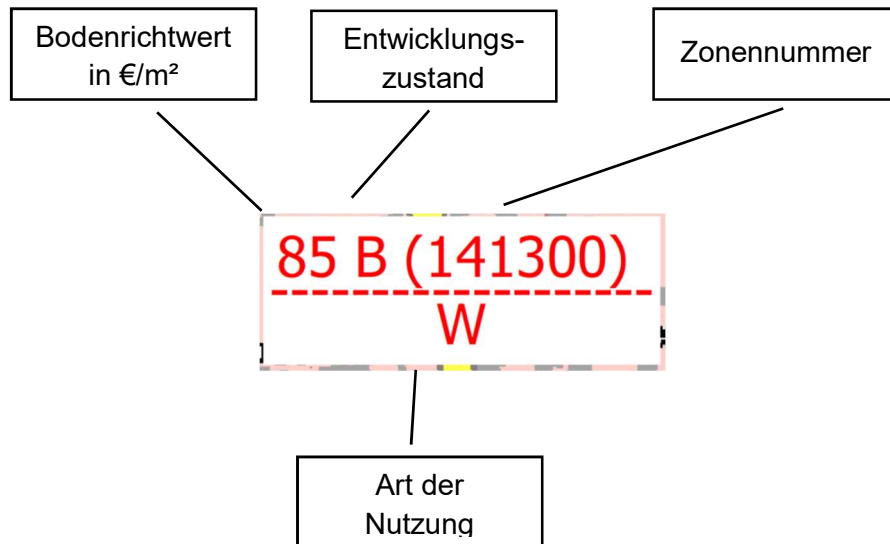 Bodenrichtwert
in €/m²
Entwicklungs-
zustand
Zonennummer
85 B (141300)
W
Art der
Nutzung